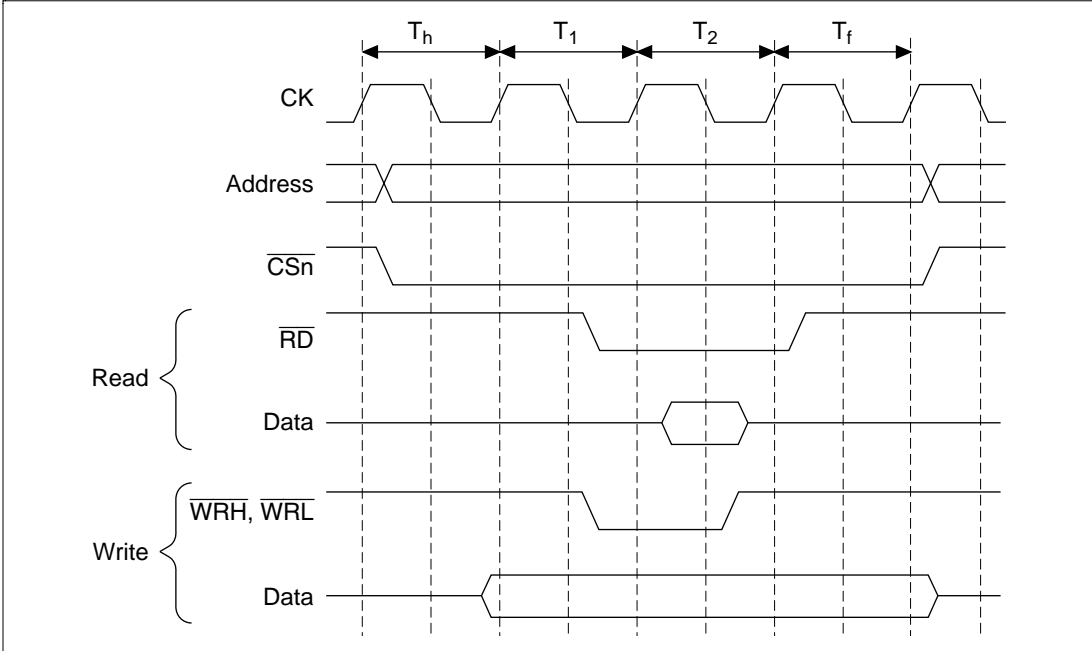 Th T1 T2 Tf
CK
Address
CSn
RD
Read
Data
WRH, WRL
Write
Data